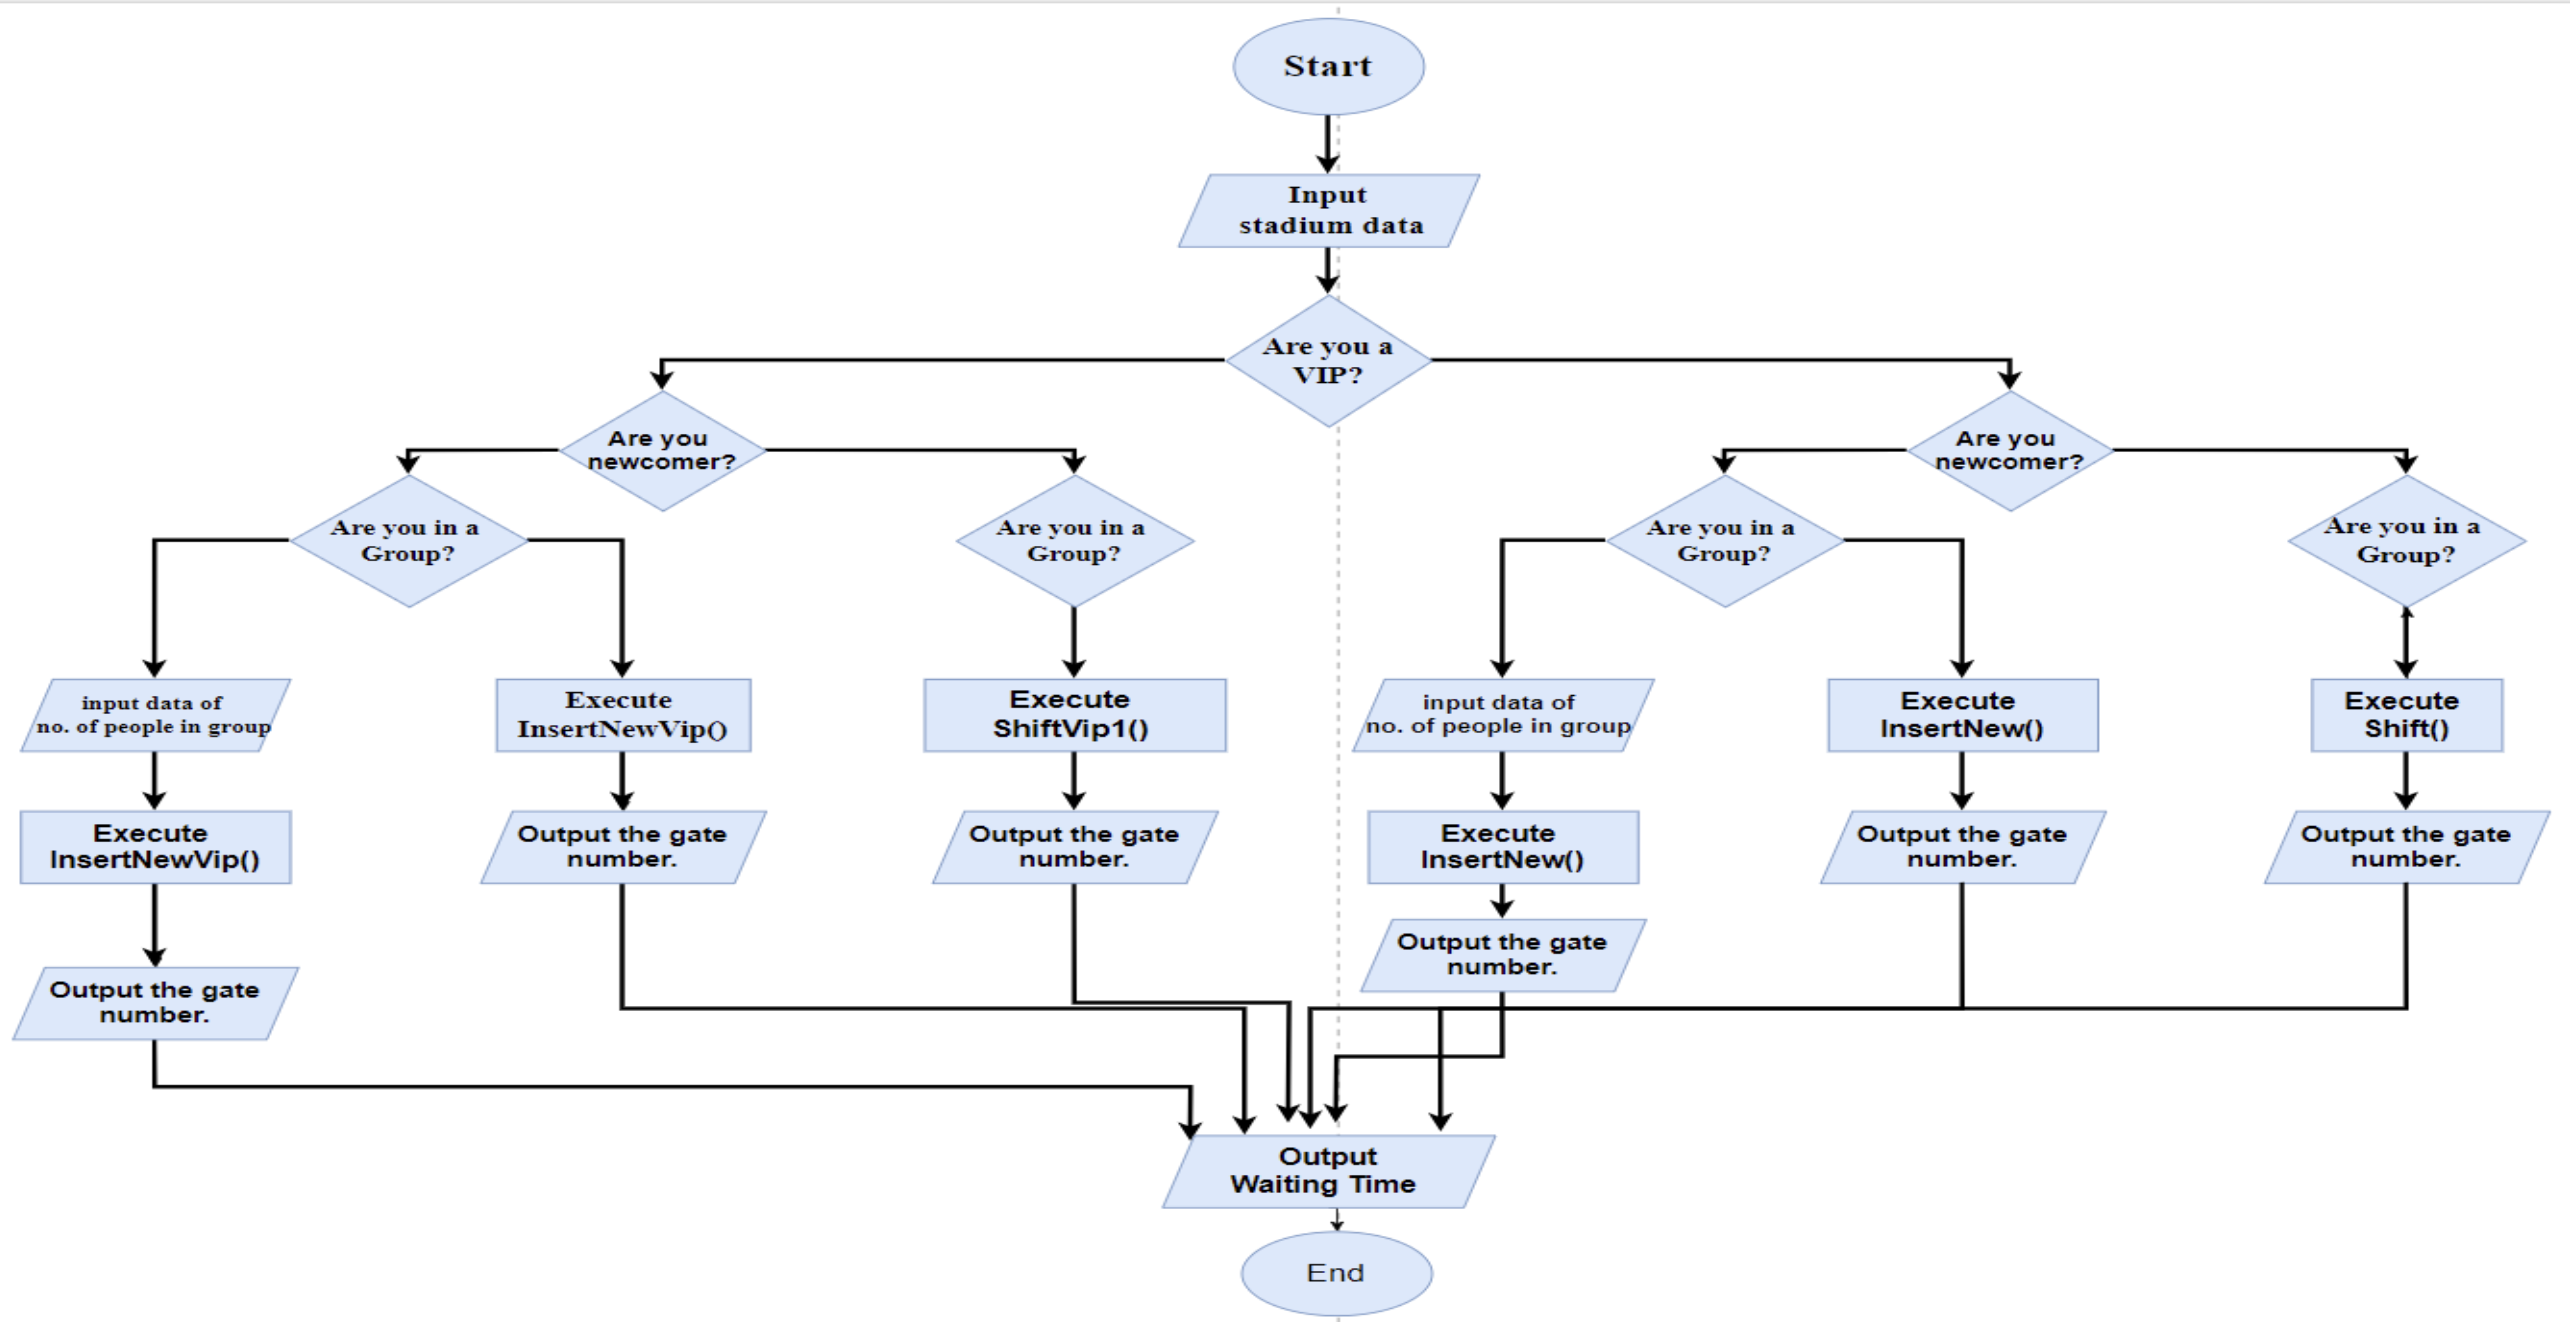 Start
Input
stadium data
Are you a
VIP?
Are you
newcomer?
Are you
newcomer?
Are you in a
Group?
Are you in a
Group?
Are you in a
Group?
Are you in a
Group?
input data of
no. of people in group
Execute
InsertNewVip()
Execute
ShiftVip1()
input data of
no. of people in group
Execute
InsertNew()
Execute
Shift()
Execute
InsertNewVip()
Output the gate
number.
Output the gate
number.
Execute
InsertNew()
Output the gate
number.
Output the gate
number.
Output the gate
number.
Output the gate
number.
Output
Waiting Time
End